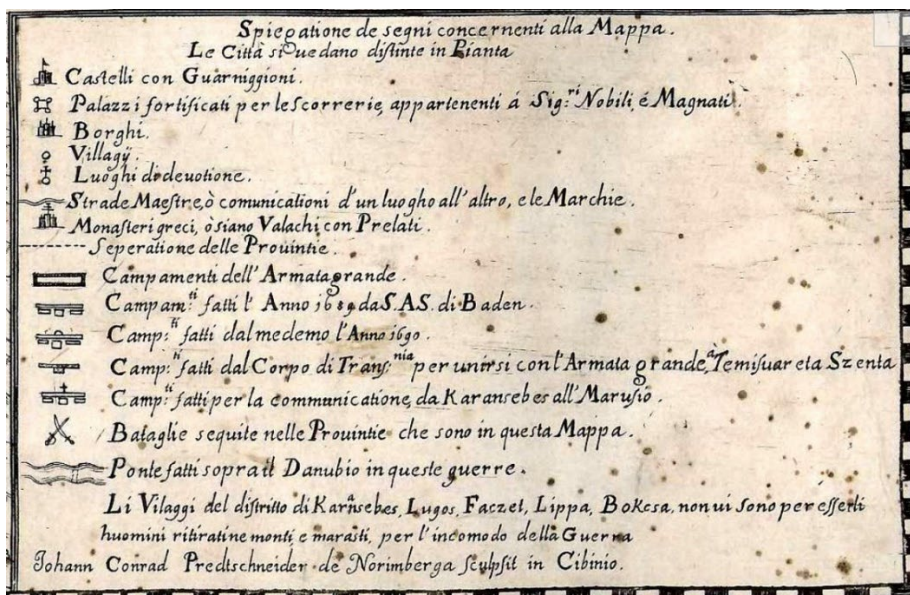 Spiegatione de segni concernenti alla Mappa.
Le Città si vedano distinte in Pianta
Castelli con Guarniggioni.
Palazzi fortificati per le scorrerie, appartenenti á Sig:ri Nobili, é Magnati.
Borghi.
Villagÿ.
Luoghi di deuotione.
Strade Maestre, ò comunicationi d'un luogho all'altro, e le Marchie.
Monasteri greci, ò siano Valachi con Prelati.
Seperatione delle Prouintie.
Campamenti dell'Armata grande.
Campam:ti fatti l'Anno 1689 da S.A.S. di Baden.
Camp:ti fatti dal medemo l'Anno 1690.
Camp:ti fatti dal Corpo di Trans:nia per unirsi con l'Armata grande, à Temisuar et a Szenta
Camp:ti fatti per la communicatione, da Karansebes all'Marusio.
Bataglie sequite nelle Prouintie che sono in questa Mappa.
Ponte fatti sopra il Danubio in queste guerre.
Li Vilaggi del distritto di Karnsebes, Lugos, Faczet, Lippa, Bokcsa, non ui sono per esserli
huomini ritirati ne monti e marasti, per l'incomodo della Guerra
Johann Conrad Predtschneider de Norimberga sculpsit in Cibinio.